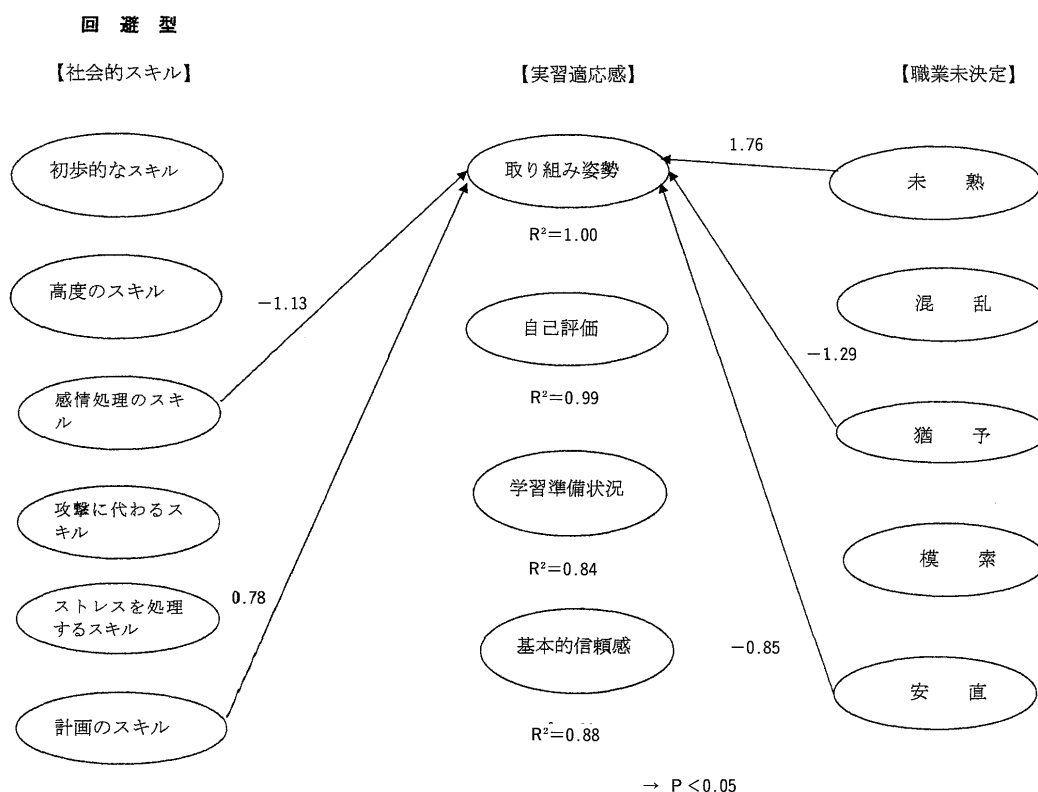 回 避 型
【社会的スキル】
【実習適応感】
【職業未決定】
初歩的なスキル
高度のスキル
感情処理のスキ
ル
攻撃に代わるス
キル
ストレスを処理
するスキル
計画のスキル
-1.13
0.78
取り組み姿勢
R²=1.00
自己評価
R²=0.99
学習準備状況
R²=0.84
基本的信頼感
R²=0.88
1.76
-1.29
-0.85
未 熟
混 乱
猶 予
模 索
安 直
→ P<0.05